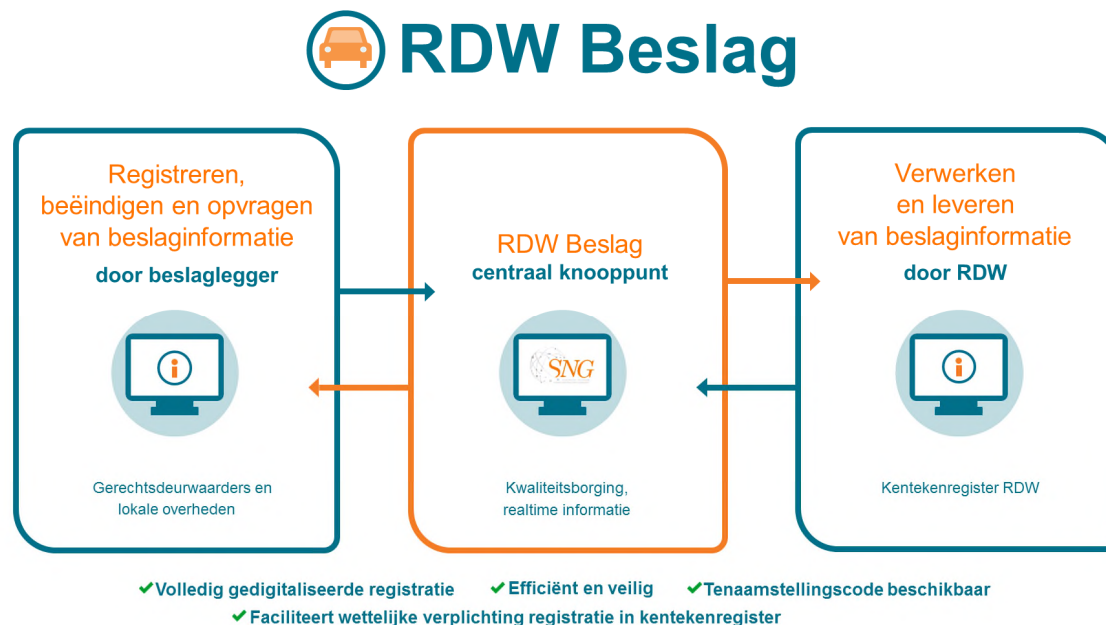 RDW Beslag
Registreren,
beëindigen en opvragen
van beslaginformatie
door beslaglegger
i
Gerechtsdeurwaarders en
lokale overheden
RDW Beslag
centraal knooppunt
SNG
Kwaliteitsborging,
realtime informatie
Verwerken
en leveren
van beslaginformatie
door RDW
i
Kentekenregister RDW
Volledig gedigitaliseerde registratie
Efficiënt en veilig
Tenaamstellingscode beschikbaar
Faciliteert wettelijke verplichting registratie in kentekenregister